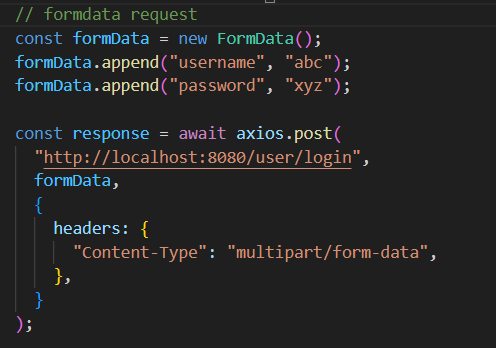 // formdata request
const formData = new FormData();
formData.append("username", "abc");
formData.append("password", "xyz");

const response = await axios.post(
  "http://localhost:8080/user/login",
  formData,
  {
    headers: {
      "Content-Type": "multipart/form-data",
    },
  }
);